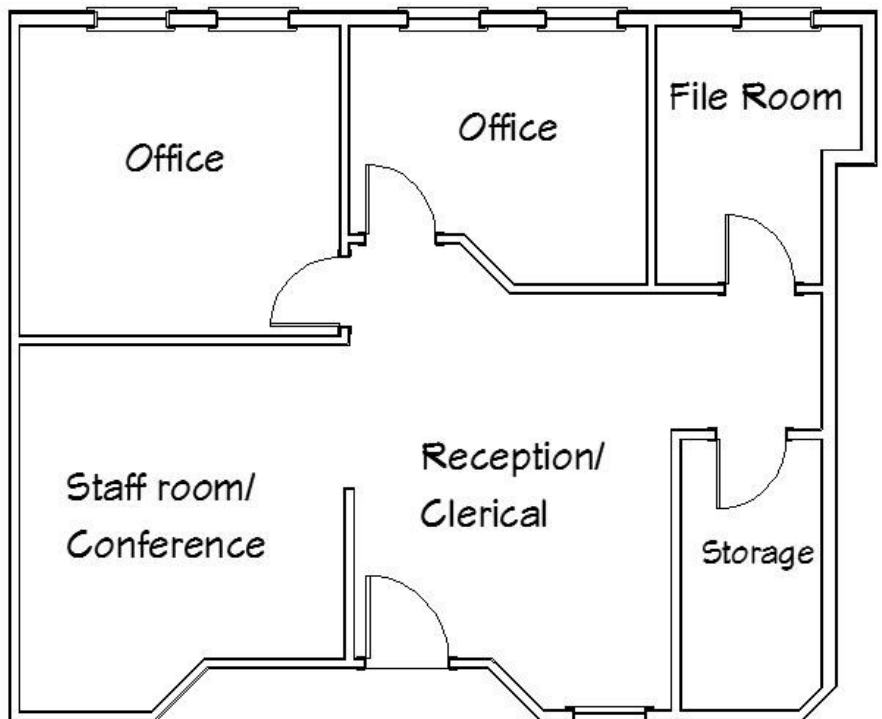 File Room
Office
Office
Reception/
Clerical
Staff room/
Conference
Storage